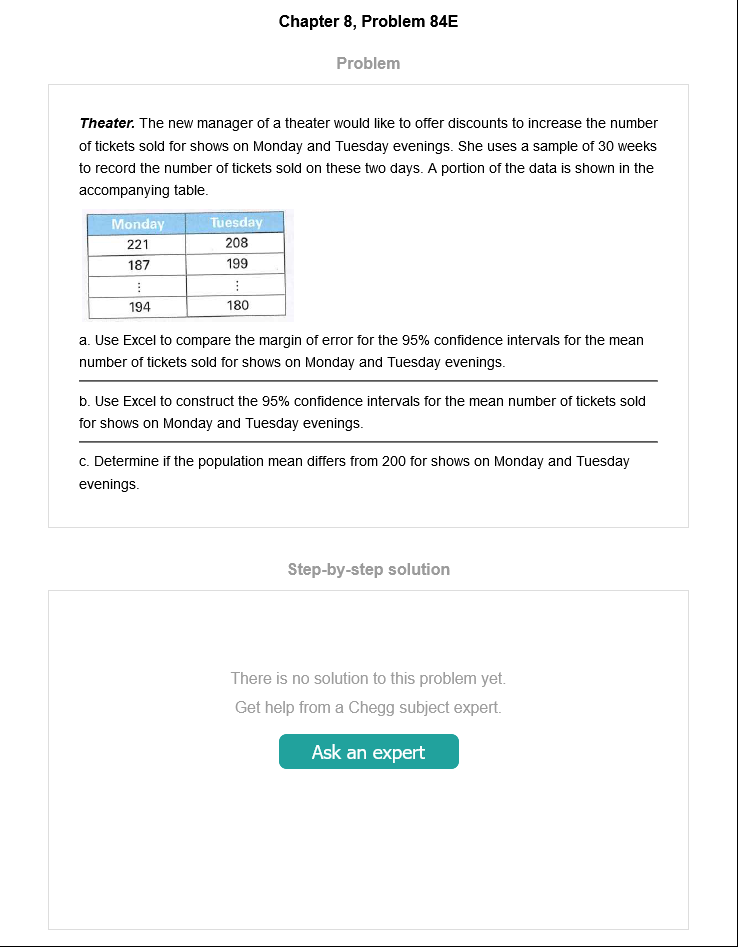 Chapter 8, Problem 84E
Problem
Theater. The new manager of a theater would like to offer discounts to increase the number
of tickets sold for shows on Monday and Tuesday evenings. She uses a sample of 30 weeks
to record the number of tickets sold on these two days. A portion of the data is shown in the
accompanying table.
Monday Tuesday
221 208
187 199
⋮ ⋮
194 180
a. Use Excel to compare the margin of error for the 95% confidence intervals for the mean
number of tickets sold for shows on Monday and Tuesday evenings.
b. Use Excel to construct the 95% confidence intervals for the mean number of tickets sold
for shows on Monday and Tuesday evenings.
c. Determine if the population mean differs from 200 for shows on Monday and Tuesday
evenings.
Step-by-step solution
There is no solution to this problem yet.
Get help from a Chegg subject expert.
Ask an expert